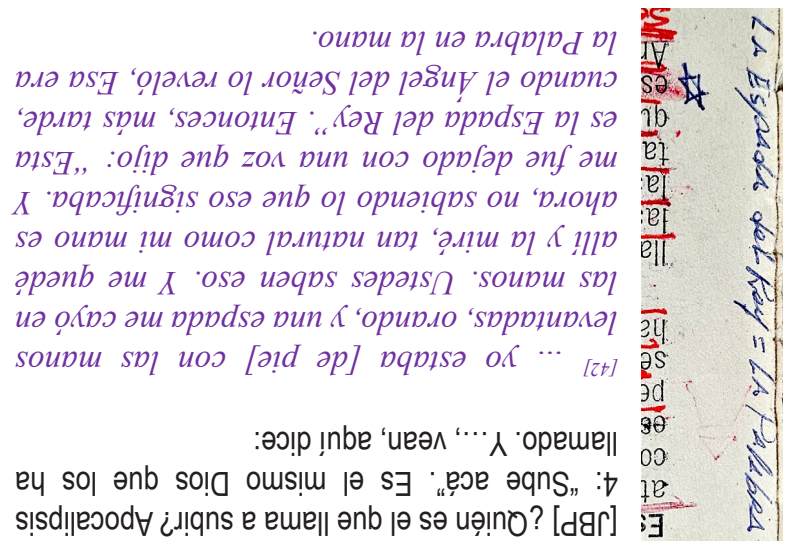 [JBP] ¿Quién es el que llama a subir? Apocalipsis
4: “Sube acá”. Es el mismo Dios que los ha
llamado. Y…, vean, aquí dice:
[42] ... yo estaba [de pie] con las manos
levantadas, orando, y una espada me cayó en
las manos. Ustedes saben eso. Y me quedé
allí y la miré, tan natural como mi mano es
ahora, no sabiendo lo que eso significaba. Y
me fue dejado con una voz que dijo: “Esta
es la Espada del Rey”. Entonces, más tarde,
cuando el Ángel del Señor lo reveló, Esa era
la Palabra en la mano.
LA Espada del Rey = LA Palabra